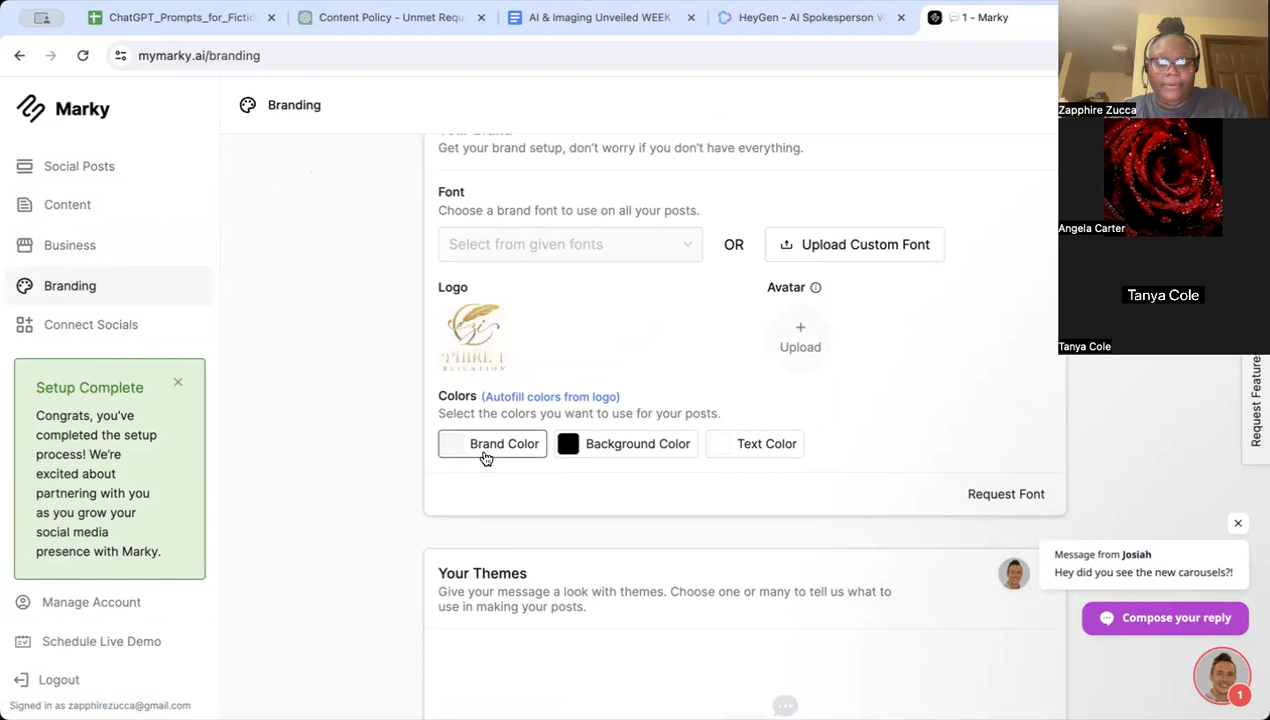 ChatGPT_Prompts_for_Fictio
Content Policy - Unmet Requ
AI & Imaging Unveiled WEEK
HeyGen - AI Spokesperson V
1 - Marky
mymarky.ai/branding
Marky
Branding
Zapphire Zucca
Angela Carter
Tanya Cole
Tanya Cole
Social Posts
Content
Business
Branding
Connect Socials
Setup Complete
Congrats, you've
completed the setup
process! We're
excited about
partnering with you
as you grow your
social media
presence with Marky.
Manage Account
Schedule Live Demo
Logout
Signed in as zapphirezucca@gmail.com
Get your brand setup, don't worry if you don't have everything.
Font
Choose a brand font to use on all your posts.
Select from given fonts
OR
Upload Custom Font
Logo
Avatar
Upload
Colors (Autofill colors from logo)
Select the colors you want to use for your posts.
Brand Color
Background Color
Text Color
Request Font
Your Themes
Give your message a look with themes. Choose one or many to tell us what to
use in making your posts.
Request Feature
Message from Josiah
Hey did you see the new carousels?!
Compose your reply
1